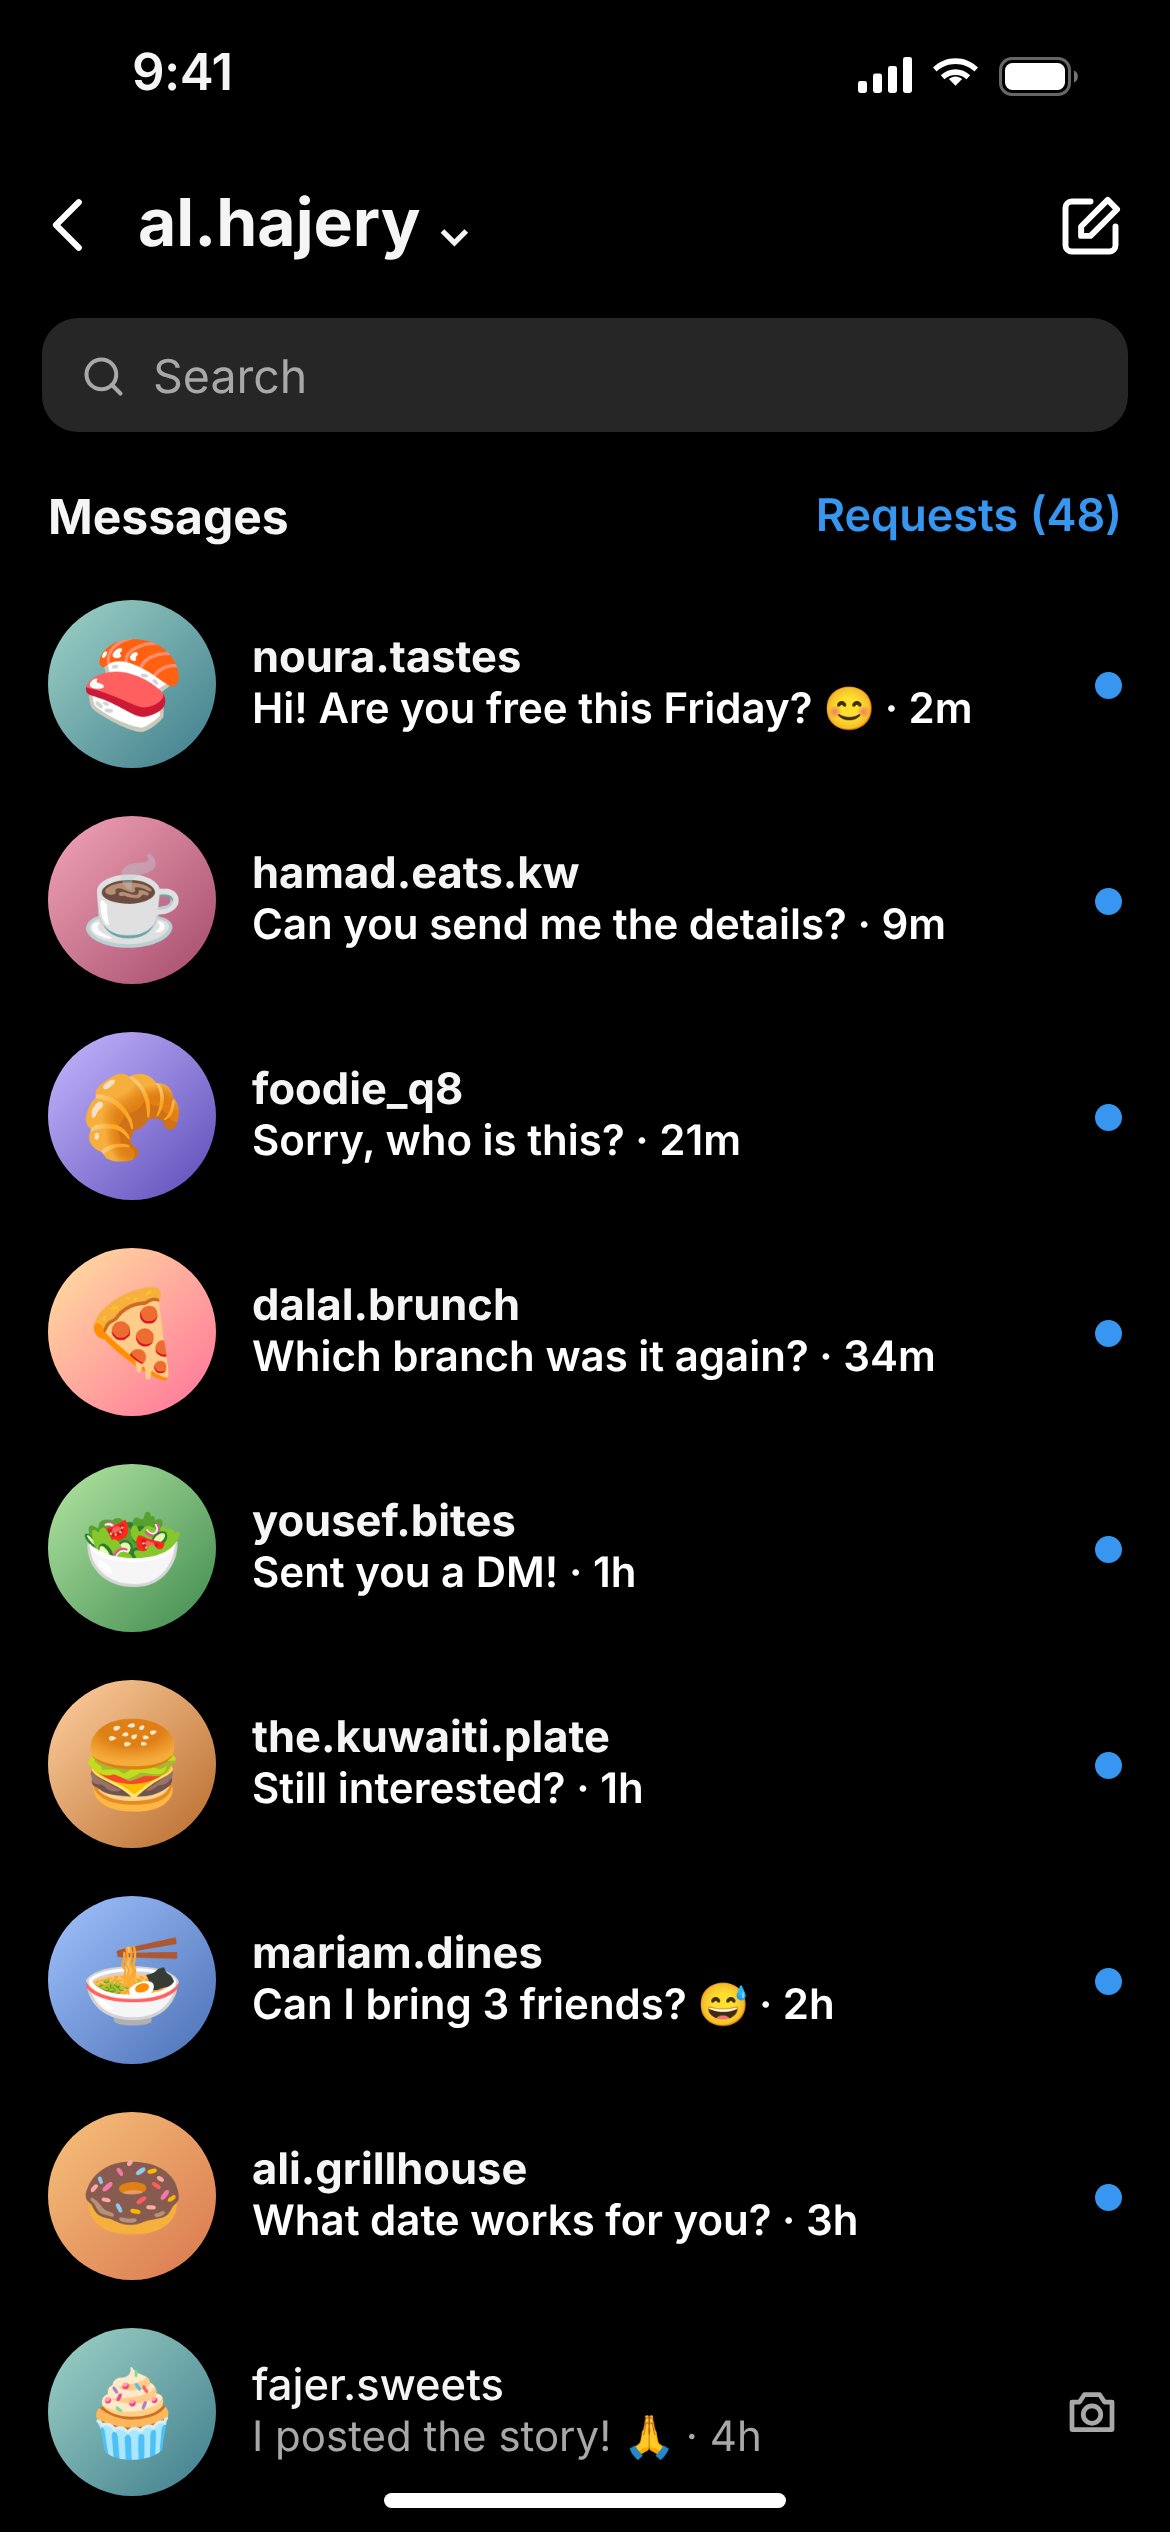 9:41
al.hajery
Search
Messages
Requests (48)
noura.tastes
Hi! Are you free this Friday? 😊 · 2m
hamad.eats.kw
Can you send me the details? · 9m
foodie_q8
Sorry, who is this? · 21m
dalal.brunch
Which branch was it again? · 34m
yousef.bites
Sent you a DM! · 1h
the.kuwaiti.plate
Still interested? · 1h
mariam.dines
Can I bring 3 friends? 😅 · 2h
ali.grillhouse
What date works for you? · 3h
fajer.sweets
I posted the story! 🙏 · 4h